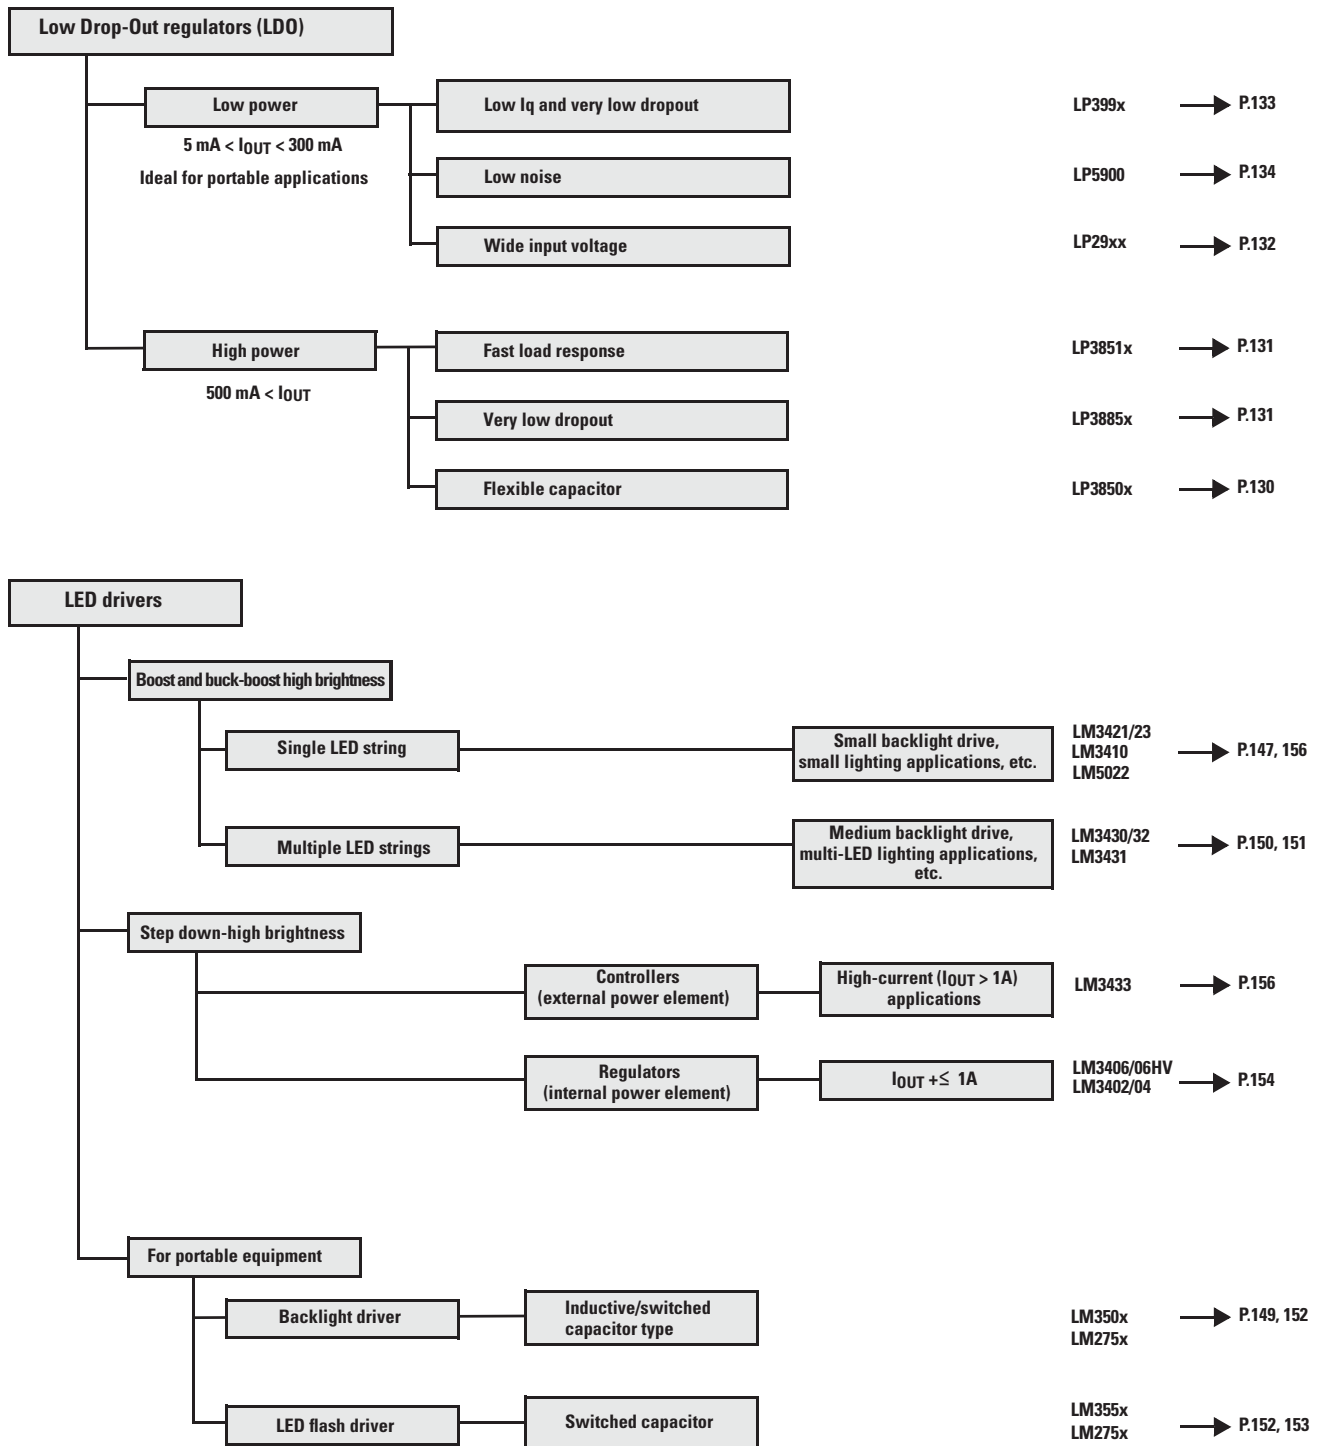 Low Drop-Out regulators (LDO)
Low power
5 mA < IOUT < 300 mA
Ideal for portable applications
Low Iq and very low dropout
LP399x
P.133
Low noise
LP5900
P.134
Wide input voltage
LP29xx
P.132
High power
500 mA < IOUT
Fast load response
LP3851x
P.131
Very low dropout
LP3885x
P.131
Flexible capacitor
LP3850x
P.130
LED drivers
Boost and buck-boost high brightness
Single LED string
Small backlight drive,
small lighting applications, etc.
LM3421/23
LM3410
LM5022
P.147, 156
Multiple LED strings
Medium backlight drive,
multi-LED lighting applications,
etc.
LM3430/32
LM3431
P.150, 151
Step down-high brightness
Controllers
(external power element)
High-current (IOUT > 1A)
applications
LM3433
P.156
Regulators
(internal power element)
IOUT +≤ 1A
LM3406/06HV
LM3402/04
P.154
For portable equipment
Backlight driver
Inductive/switched
capacitor type
LM350x
LM275x
P.149, 152
LED flash driver
Switched capacitor
LM355x
LM275x
P.152, 153